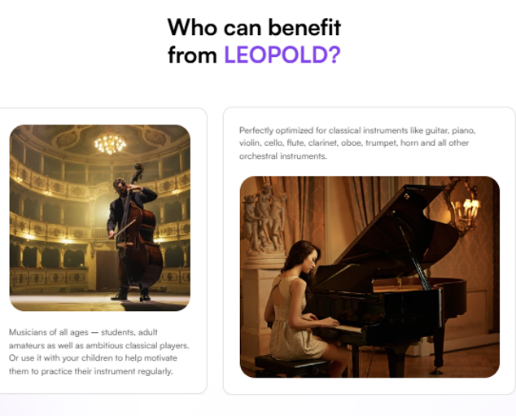 Who can benefit
from LEOPOLD?
Perfectly optimized for classical instruments like guitar, piano,
violin, cello, flute, clarinet, oboe, trumpet, horn and all other
orchestral instruments.
Musicians of all ages — students, adult
amateurs as well as ambitious classical players.
Or use it with your children to help motivate
them to practice their instrument regularly.